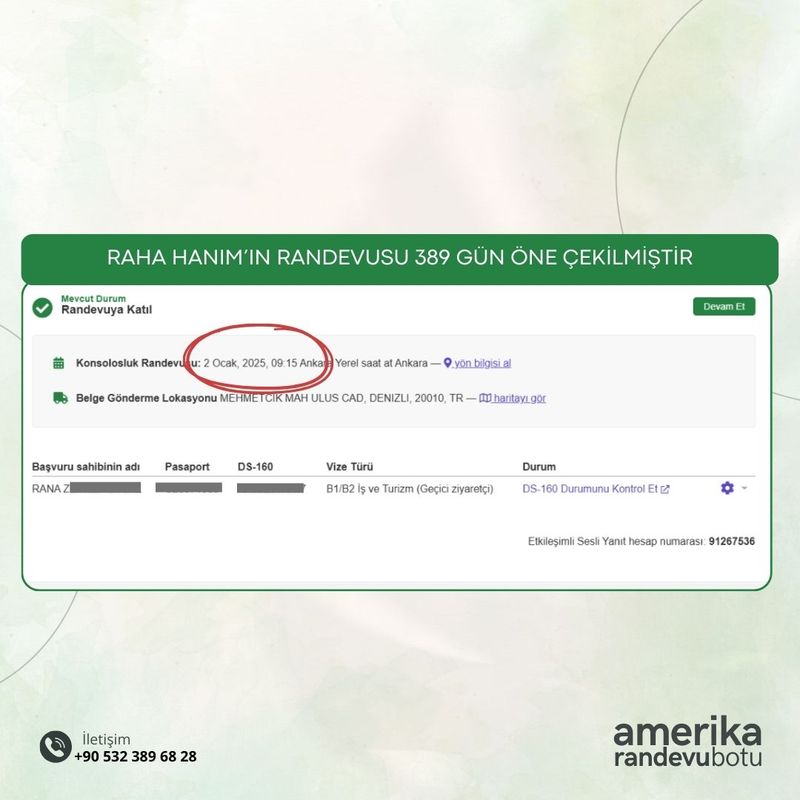 RAHA HANIM'IN RANDEVUSU 389 GÜN ÖNE ÇEKİLMİŞTİR
Mevcut Durum
Randevuya Katıl
Devam Et
Konsolosluk Randevusu: 2 Ocak, 2025, 09:15 Ankara Yerel saat at Ankara — yön bilgisi al
Belge Gönderme Lokasyonu MEHMETCIK MAH ULUS CAD, DENIZLI, 20010, TR — haritayı gör
Başvuru sahibinin adı Pasaport DS-160 Vize Türü Durum
RANA Z B1/B2 İş ve Turizm (Geçici ziyaretçi) DS-160 Durumunu Kontrol Et
Etkileşimli Sesli Yanıt hesap numarası: 91267536
İletişim
+90 532 389 68 28
amerika
randevubotu